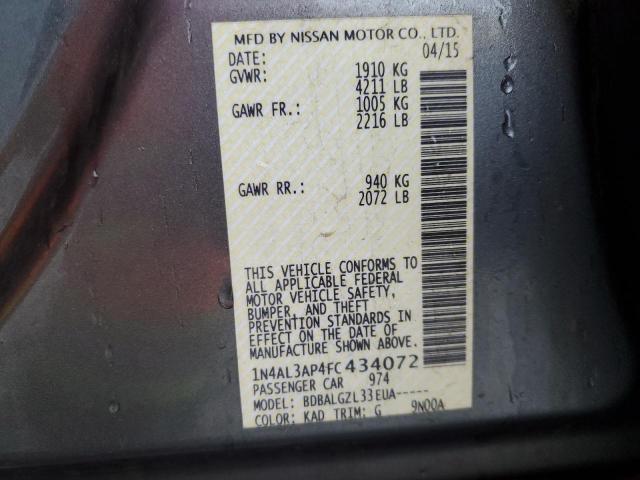 MFD BY NISSAN MOTOR CO., LTD.
DATE: 04/15
GVWR: 1910 KG
4211 LB
GAWR FR.: 1005 KG
2216 LB
GAWR RR.: 940 KG
2072 LB
THIS VEHICLE CONFORMS TO
ALL APPLICABLE FEDERAL
MOTOR VEHICLE SAFETY,
BUMPER, AND THEFT
PREVENTION STANDARDS IN
EFFECT ON THE DATE OF
MANUFACTURE SHOWN ABOVE.
1N4AL3AP4FC434072
PASSENGER CAR 974
MODEL: BDBALGZL33EUA-----
COLOR: KAD TRIM: G 9N00A